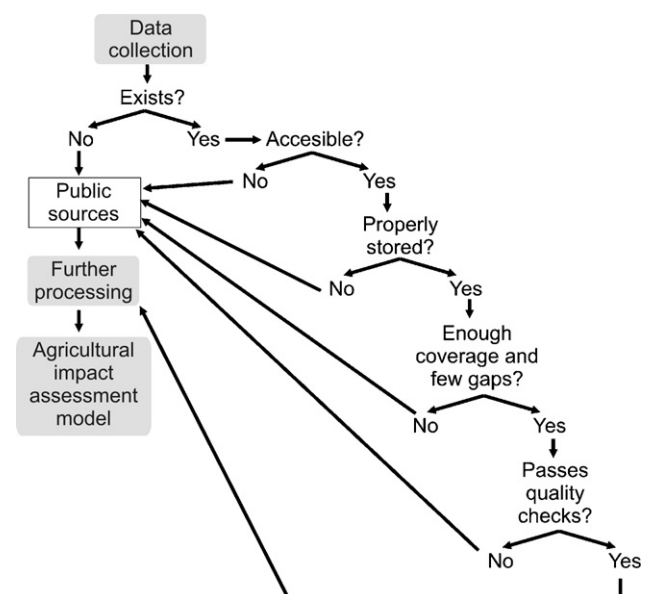 Data
collection
Exists?
No
Yes
Accesible?
No
Yes
Public
sources
Properly
stored?
No
Yes
Further
processing
Enough
coverage and
few gaps?
Agricultural
impact
assessment
model
No
Yes
Passes
quality
checks?
No
Yes